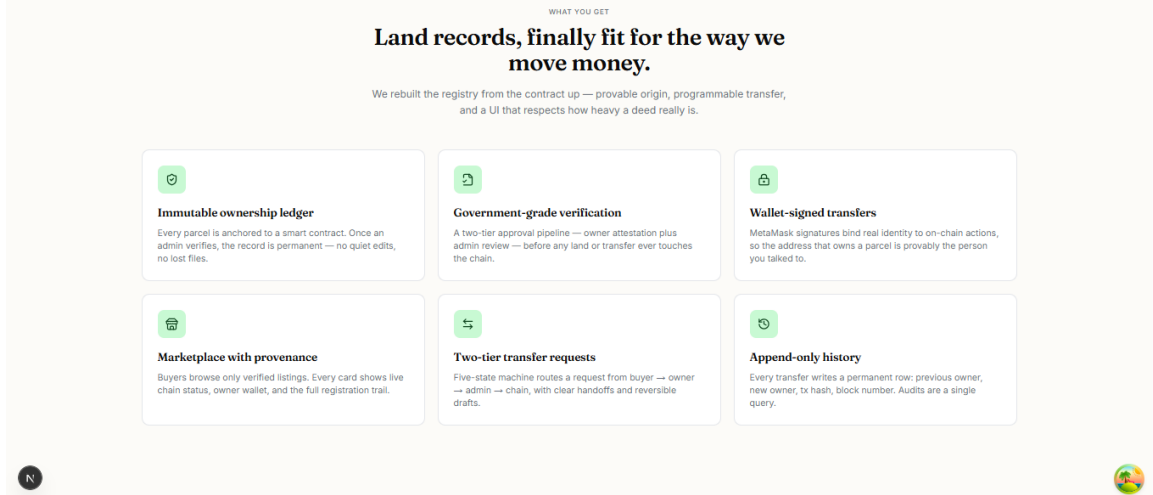 WHAT YOU GET
Land records, finally fit for the way we
move money.
We rebuilt the registry from the contract up — provable origin, programmable transfer,
and a UI that respects how heavy a deed really is.
Immutable ownership ledger
Every parcel is anchored to a smart contract. Once an
admin verifies, the record is permanent — no quiet edits,
no lost files.
Government-grade verification
A two-tier approval pipeline — owner attestation plus
admin review — before any land or transfer ever touches
the chain.
Wallet-signed transfers
MetaMask signatures bind real identity to on-chain actions,
so the address that owns a parcel is provably the person
you talked to.
Marketplace with provenance
Buyers browse only verified listings. Every card shows live
chain status, owner wallet, and the full registration trail.
Two-tier transfer requests
Five-state machine routes a request from buyer → owner
→ admin → chain, with clear handoffs and reversible
drafts.
Append-only history
Every transfer writes a permanent row: previous owner,
new owner, tx hash, block number. Audits are a single
query.
N